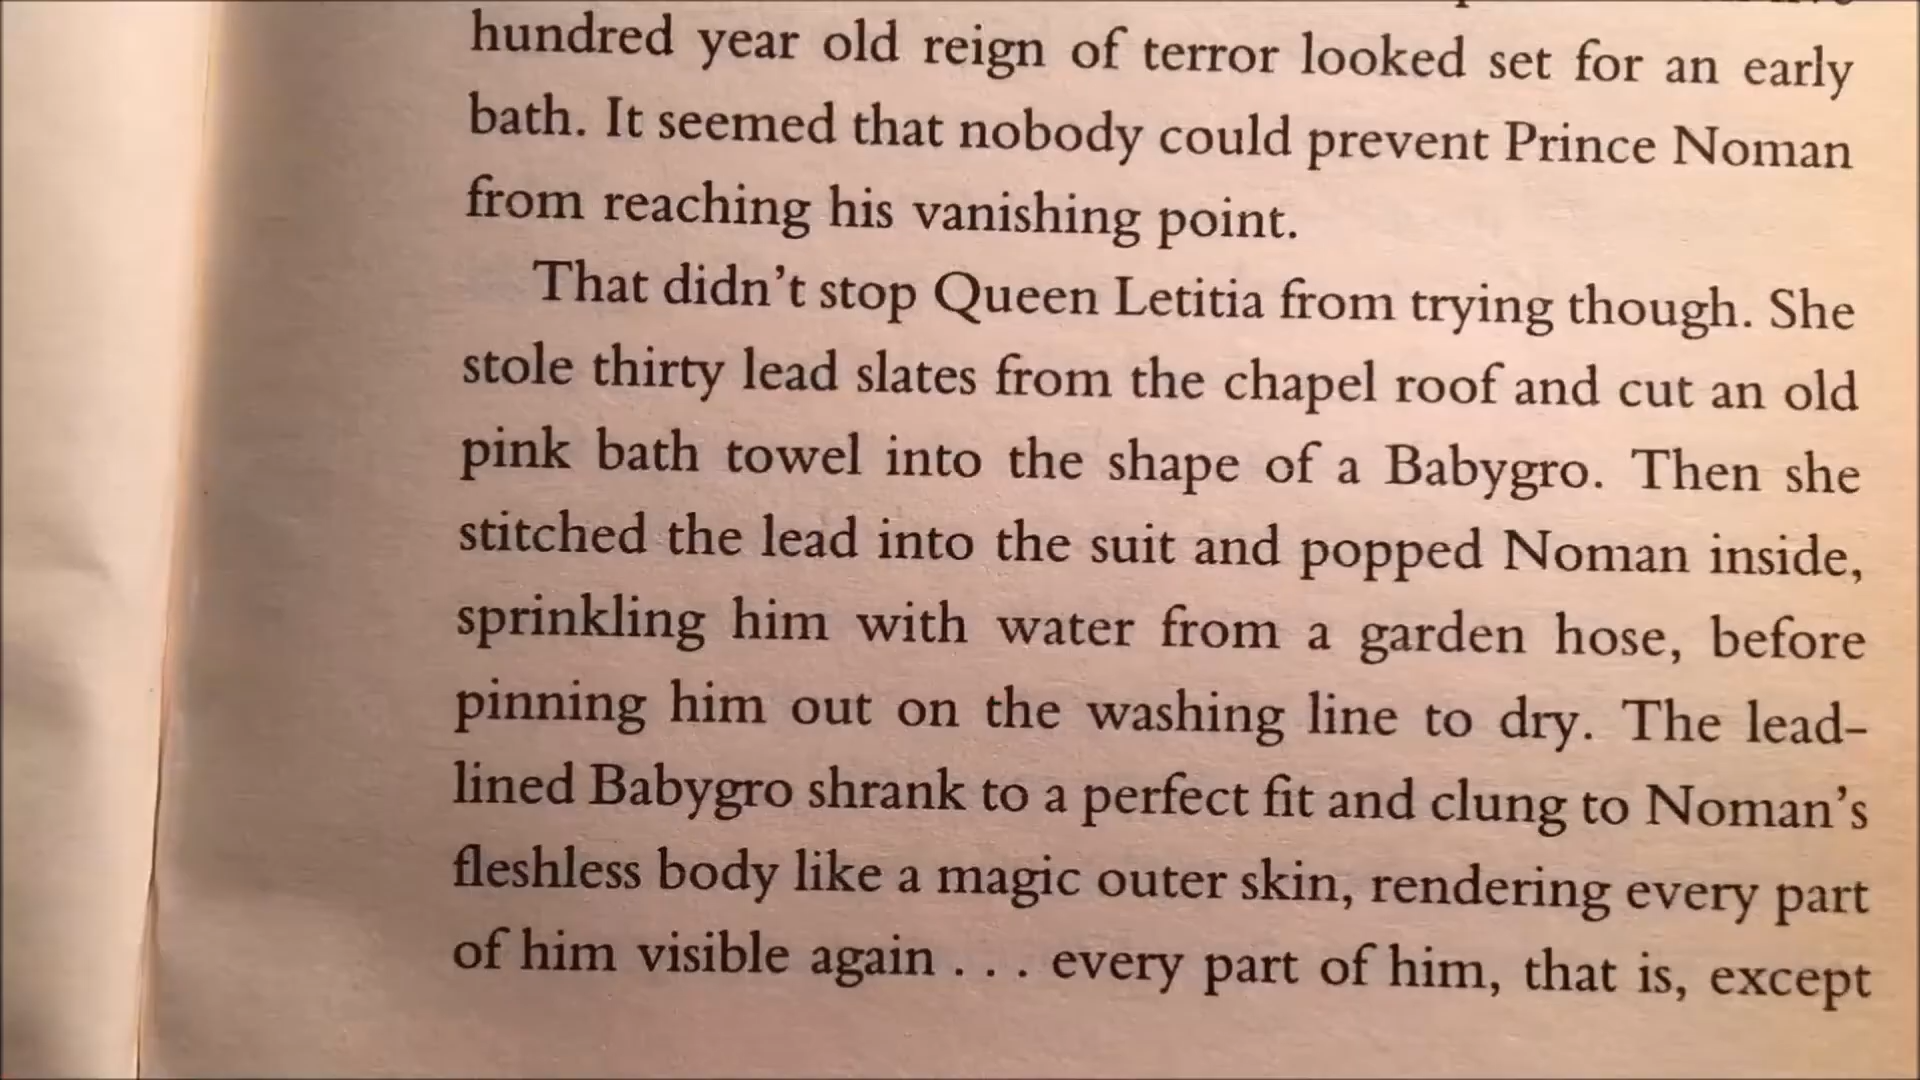 hundred year old reign of terror looked set for an early
bath. It seemed that nobody could prevent Prince Noman
from reaching his vanishing point.
That didn't stop Queen Letitia from trying though. She
stole thirty lead slates from the chapel roof and cut an old
pink bath towel into the shape of a Babygro. Then she
stitched the lead into the suit and popped Noman inside,
sprinkling him with water from a garden hose, before
pinning him out on the washing line to dry. The lead-
lined Babygro shrank to a perfect fit and clung to Noman's
fleshless body like a magic outer skin, rendering every part
of him visible again . . . every part of him, that is, except